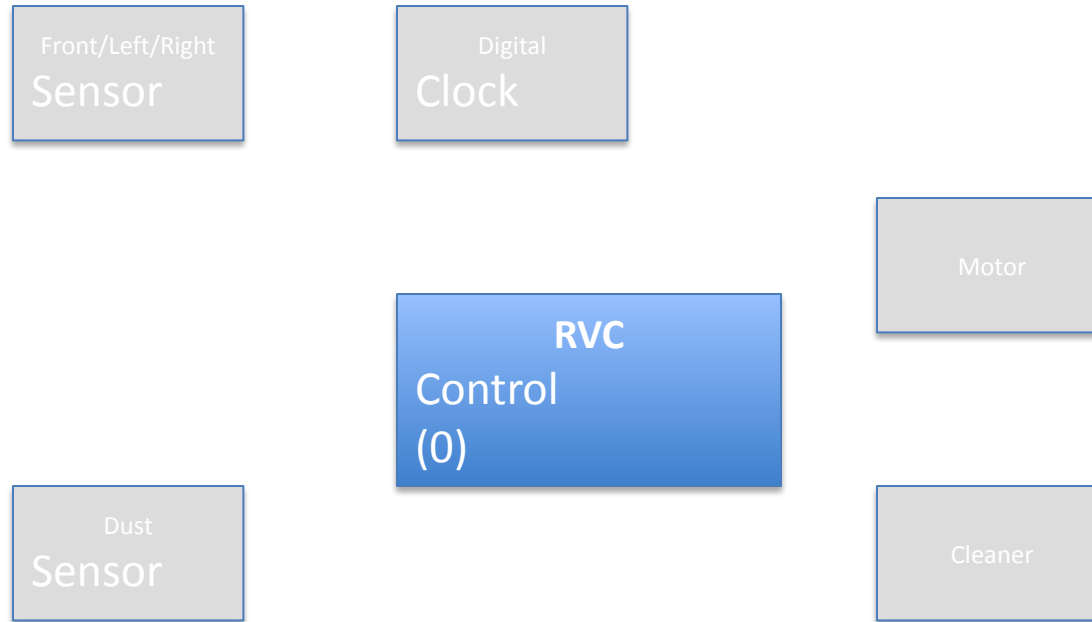 Front/Left/Right
Sensor
Digital
Clock
Motor
RVC
Control
(0)
Dust
Sensor
Cleaner